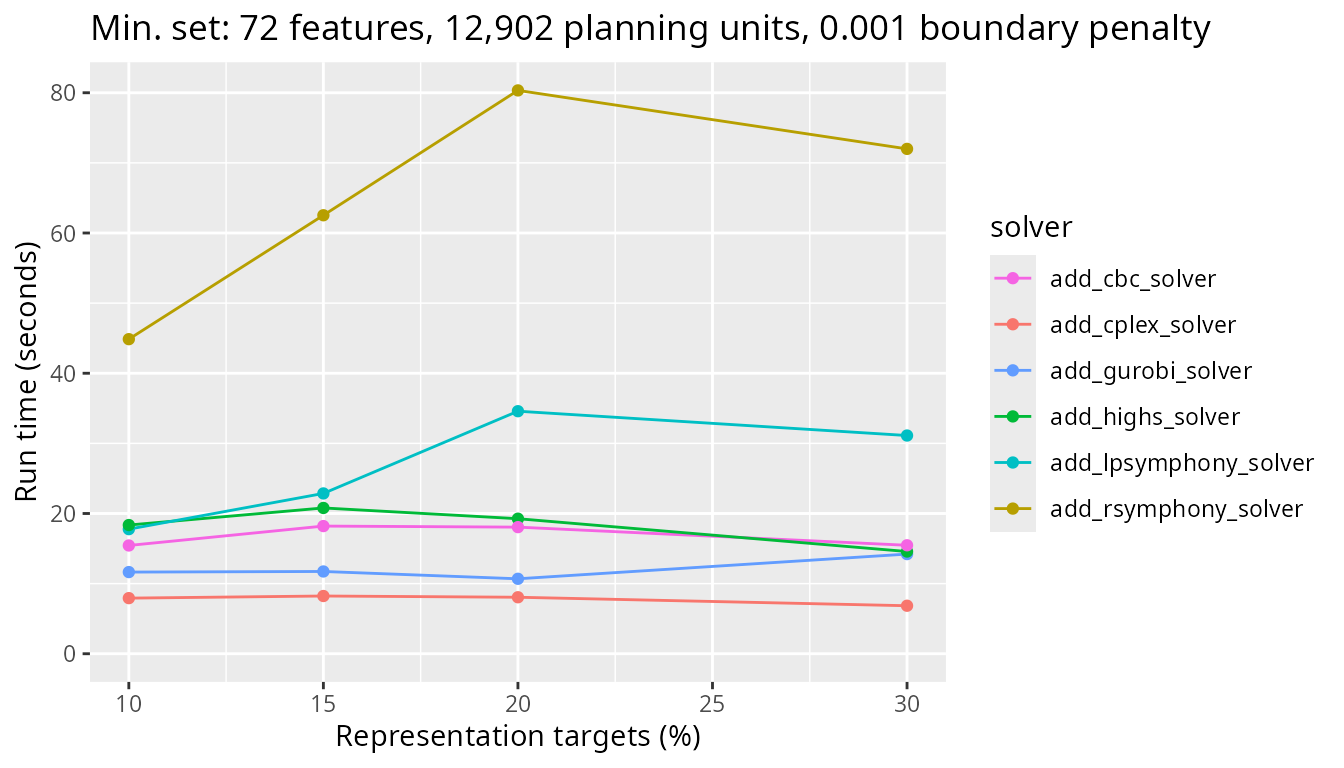 Min. set: 72 features, 12,902 planning units, 0.001 boundary penalty
Run time (seconds)
80
60
40
20
0
10 15 20 25 30
Representation targets (%)
solver
add_cbc_solver
add_cplex_solver
add_gurobi_solver
add_highs_solver
add_lpsymphony_solver
add_rsymphony_solver